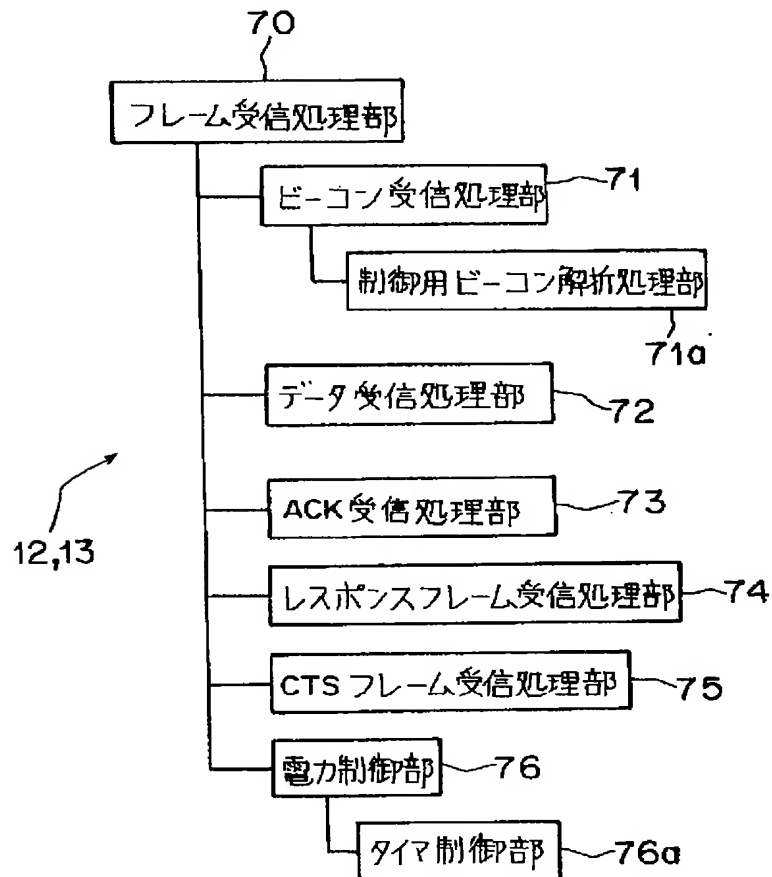 70
フレーム受信処理部
ビーコン受信処理部
71
制御用ビーコン解析処理部
71a
データ受信処理部
72
ACK受信処理部
73
12,13
レスポンスフレーム受信処理部
74
CTSフレーム受信処理部
75
電力制御部
76
タイマ制御部
76a